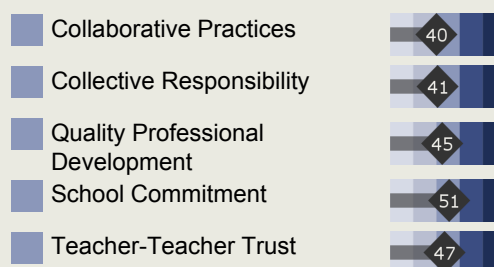 Collaborative Practices 40
Collective Responsibility 41
Quality Professional
Development 45
School Commitment 51
Teacher-Teacher Trust 47